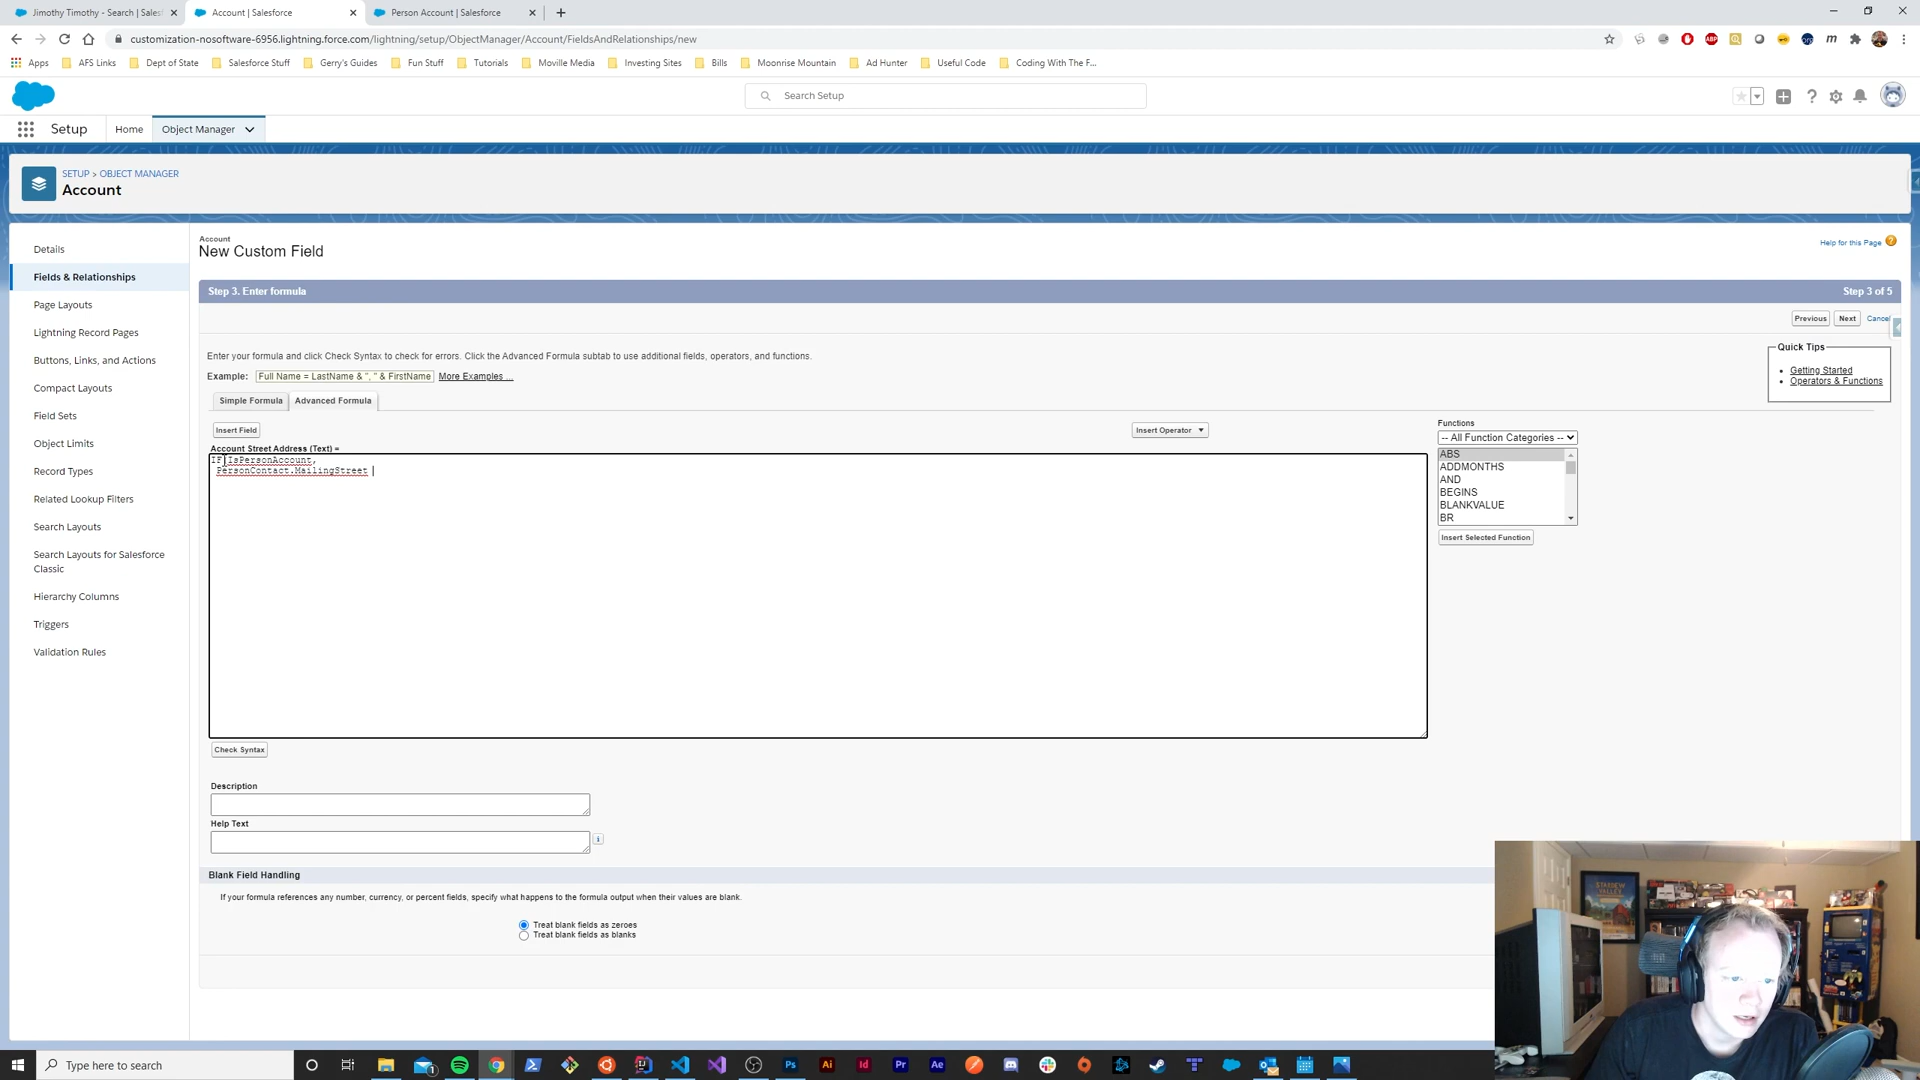 Jimothy Timothy - Search | Sales
Account | Salesforce
Person Account | Salesforce
customization-nosoftware-6956.lightning.force.com/lightning/setup/ObjectManager/Account/FieldsAndRelationships/new
Apps
AFS Links
Dept of State
Salesforce Stuff
Gerry's Guides
Fun Stuff
Tutorials
Moville Media
Investing Sites
Bills
Moonrise Mountain
Ad Hunter
Useful Code
Coding With The F...
Search Setup
Setup
Home
Object Manager
SETUP > OBJECT MANAGER
Account
Details
Fields & Relationships
Page Layouts
Lightning Record Pages
Buttons, Links, and Actions
Compact Layouts
Field Sets
Object Limits
Record Types
Related Lookup Filters
Search Layouts
Search Layouts for Salesforce
Classic
Hierarchy Columns
Triggers
Validation Rules
Account
New Custom Field
Help for this Page
Step 3. Enter formula
Step 3 of 5
Previous
Next
Cancel
Enter your formula and click Check Syntax to check for errors. Click the Advanced Formula subtab to use additional fields, operators, and functions.
Example: Full Name = LastName & ", " & FirstName More Examples ...
Quick Tips
Getting Started
Operators & Functions
Simple Formula
Advanced Formula
Insert Field
Insert Operator
Functions
-- All Function Categories --
Account Street Address (Text) =
IF(IsPersonAccount,
PersonContact.MailingStreet
ABS
ADDMONTHS
AND
BEGINS
BLANKVALUE
BR
Insert Selected Function
Check Syntax
Description
Help Text
Blank Field Handling
If your formula references any number, currency, or percent fields, specify what happens to the formula output when their values are blank.
Treat blank fields as zeroes
Treat blank fields as blanks
STARDEW
VALLEY
Type here to search